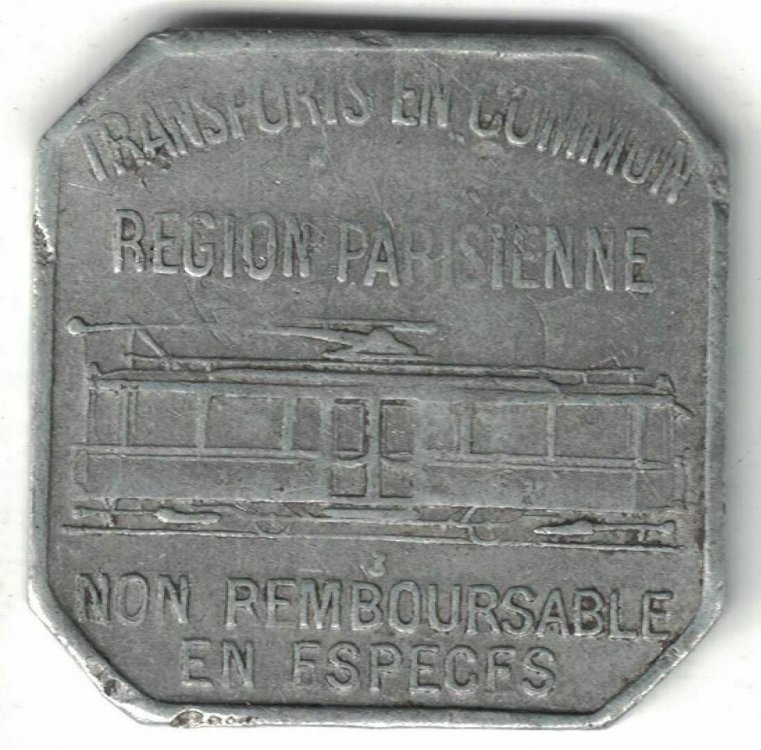 TRANSPORTS EN COMMUN
REGION PARISIENNE
NON REMBOURSABLE
EN ESPECES